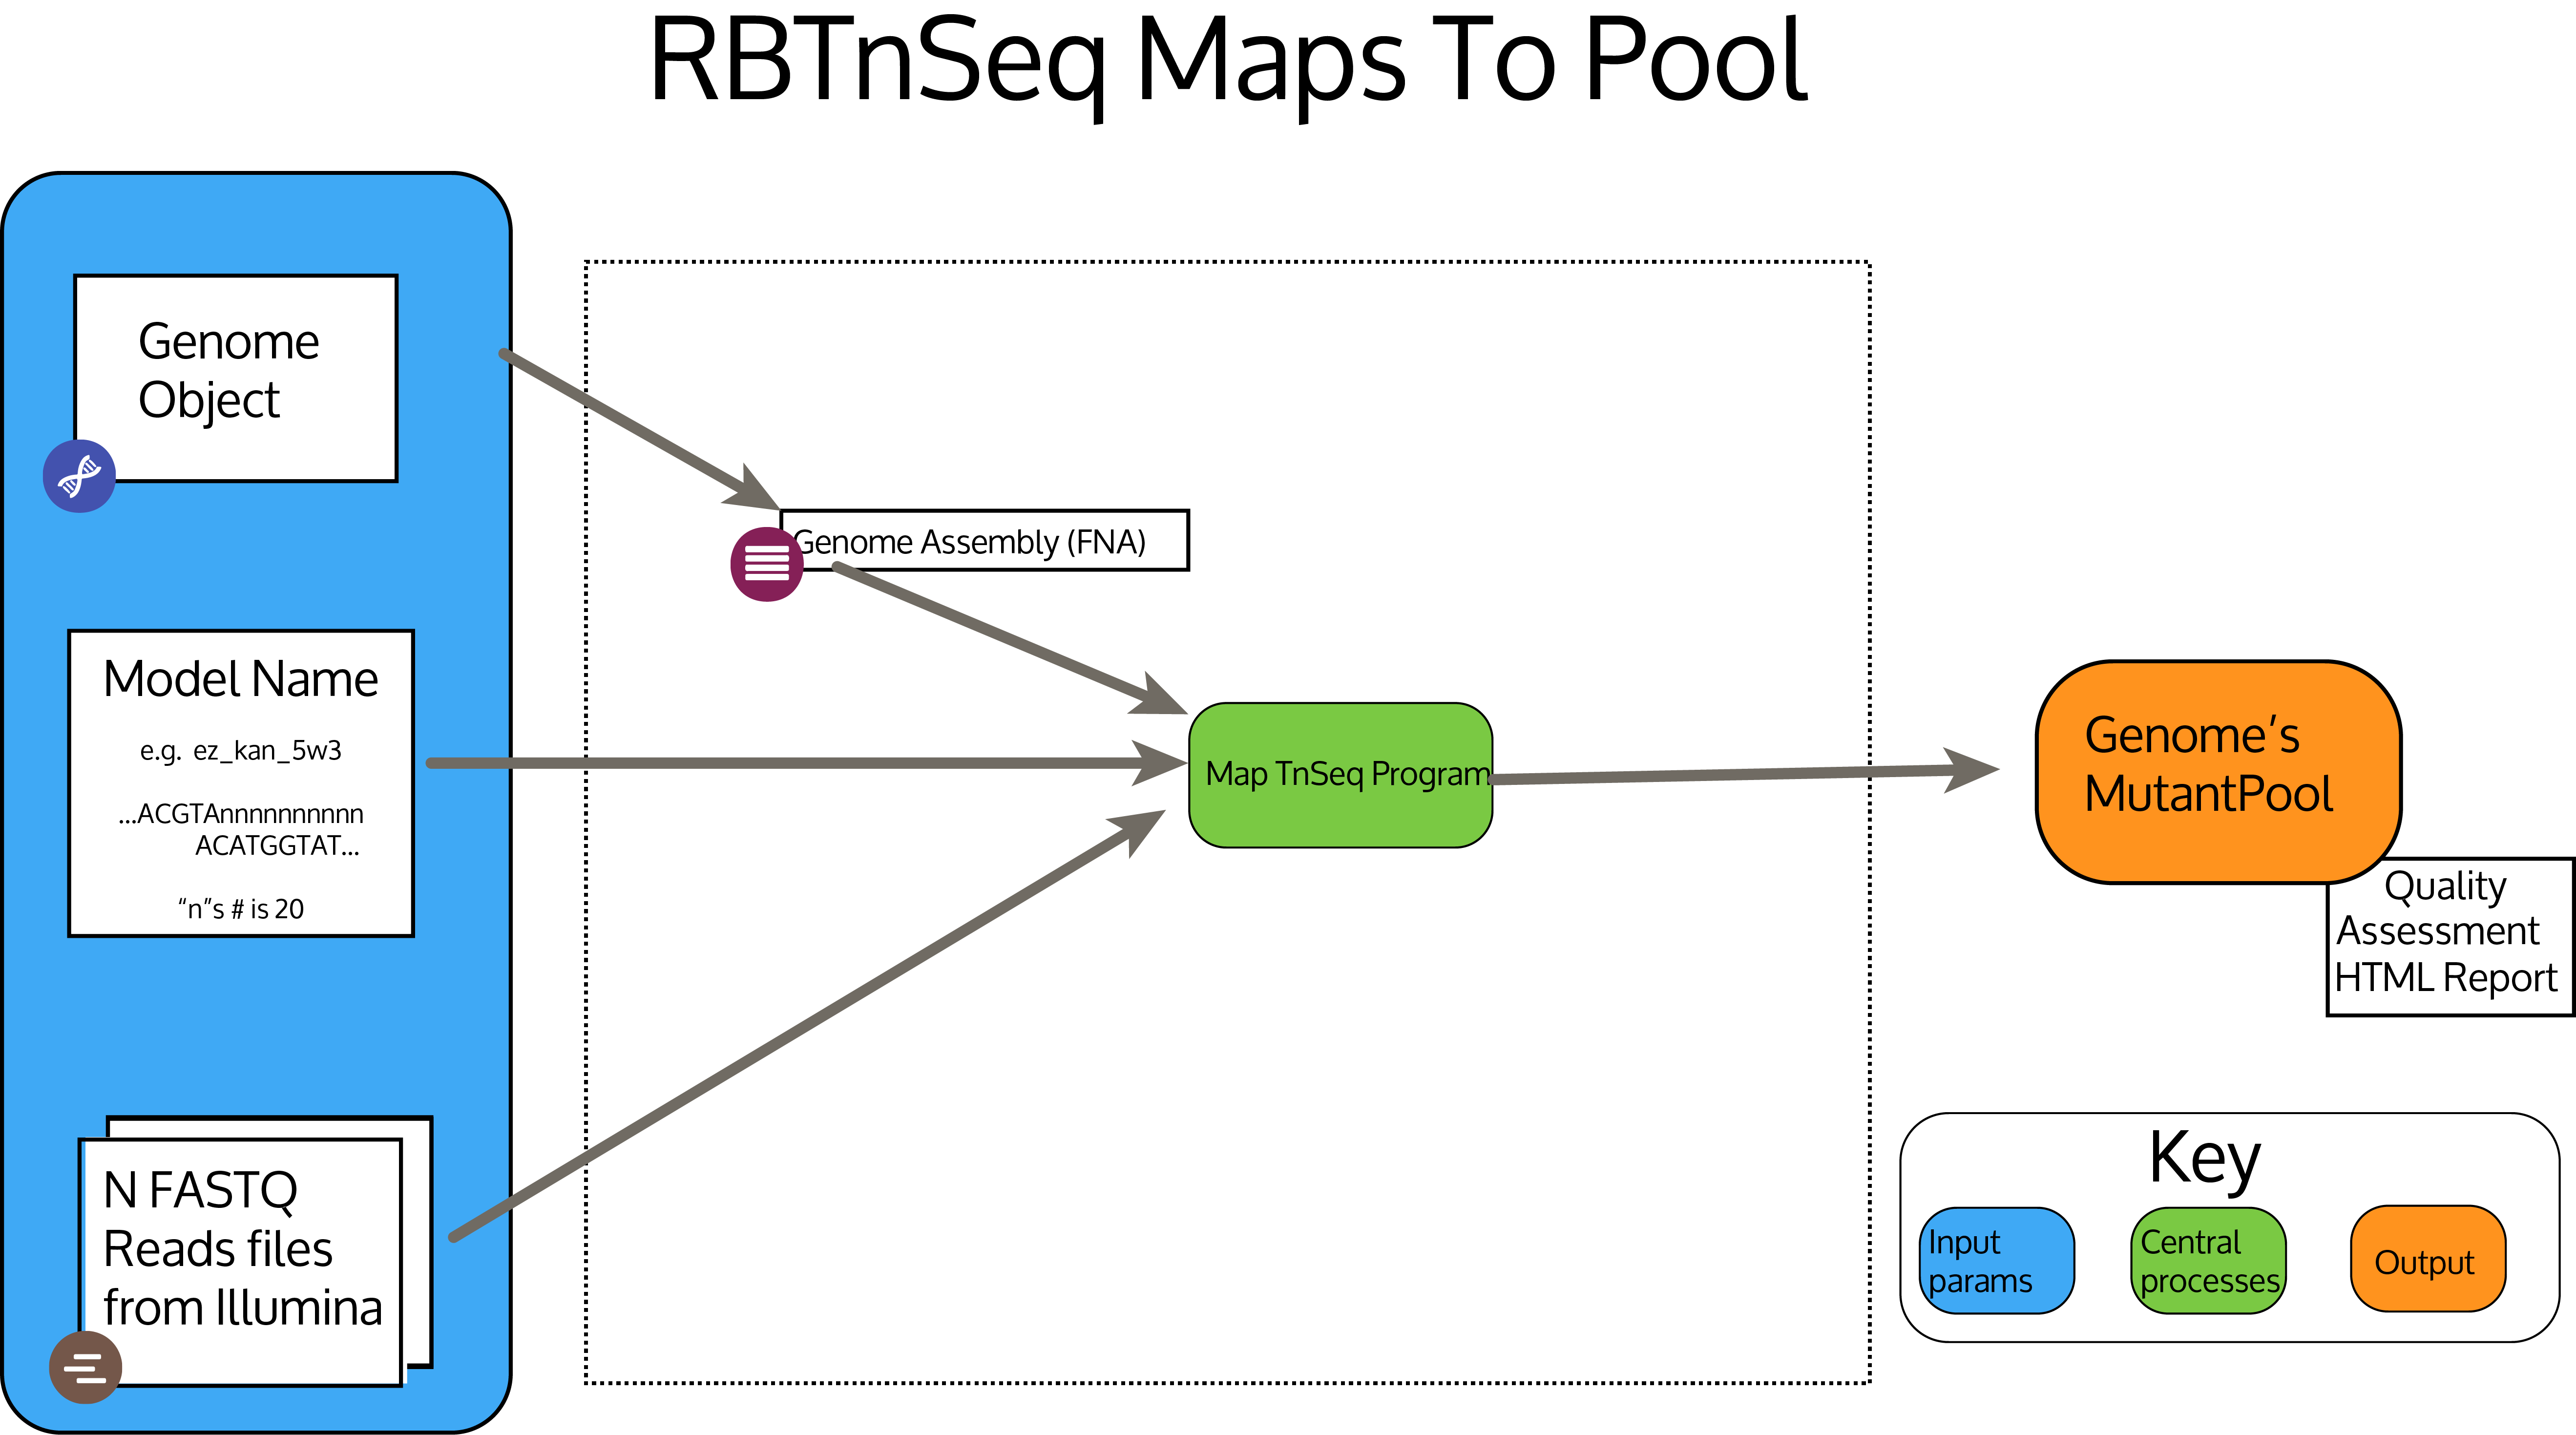 RBTnSeq Maps To Pool
Genome
Object
Genome Assembly (FNA)
Model Name
e.g. ez_kan_5w3
...ACGTAnnnnnnnnnn
ACATGGTAT...
“n”s # is 20
Map TnSeq Program
Genome’s
MutantPool
Quality
Assessment
HTML Report
N FASTQ
Reads files
from Illumina
Key
Input
params
Central
processes
Output